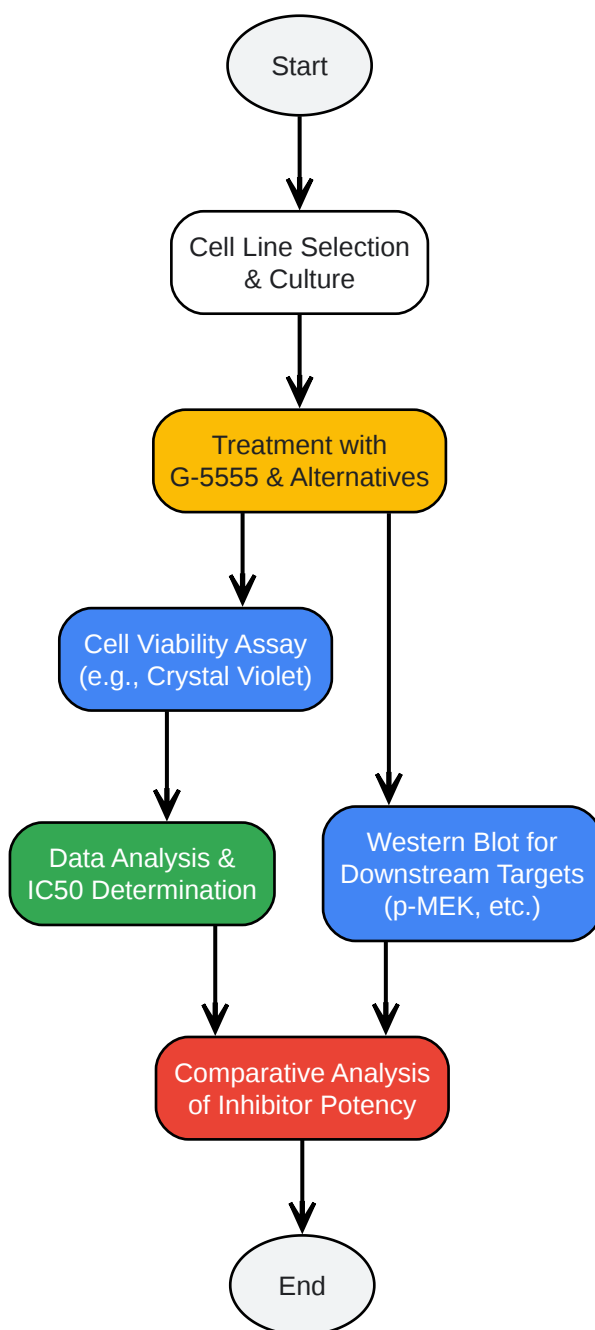 Start
Cell Line Selection
& Culture
Treatment with
G-5555 & Alternatives
Cell Viability Assay
(e.g., Crystal Violet)
Data Analysis &
IC50 Determination
Western Blot for
Downstream Targets
(p-MEK, etc.)
Comparative Analysis
of Inhibitor Potency
End